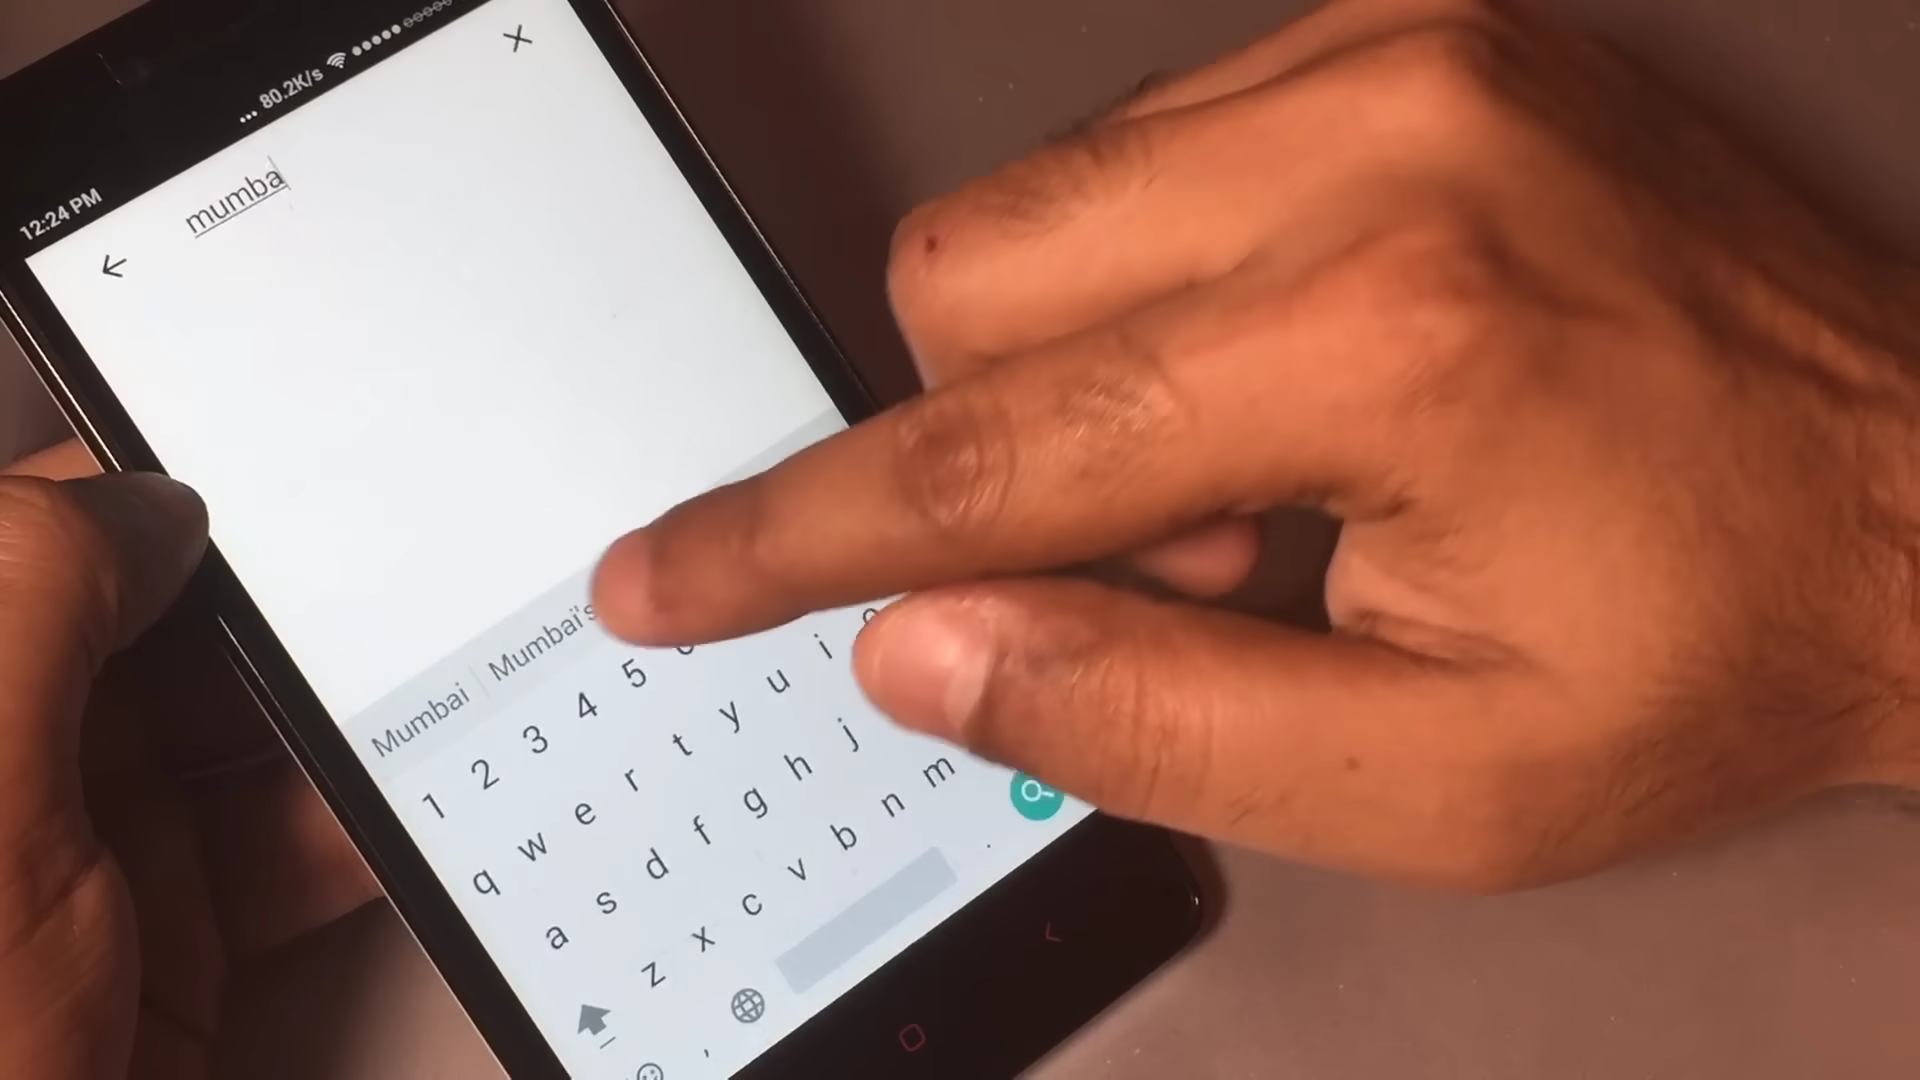 ... 80.2K/s
12:24 PM
mumba
Mumbai Mumbai's
1 2 3 4 5
q w e r t y u i
a s d f g h j
z x c v b n m
, .